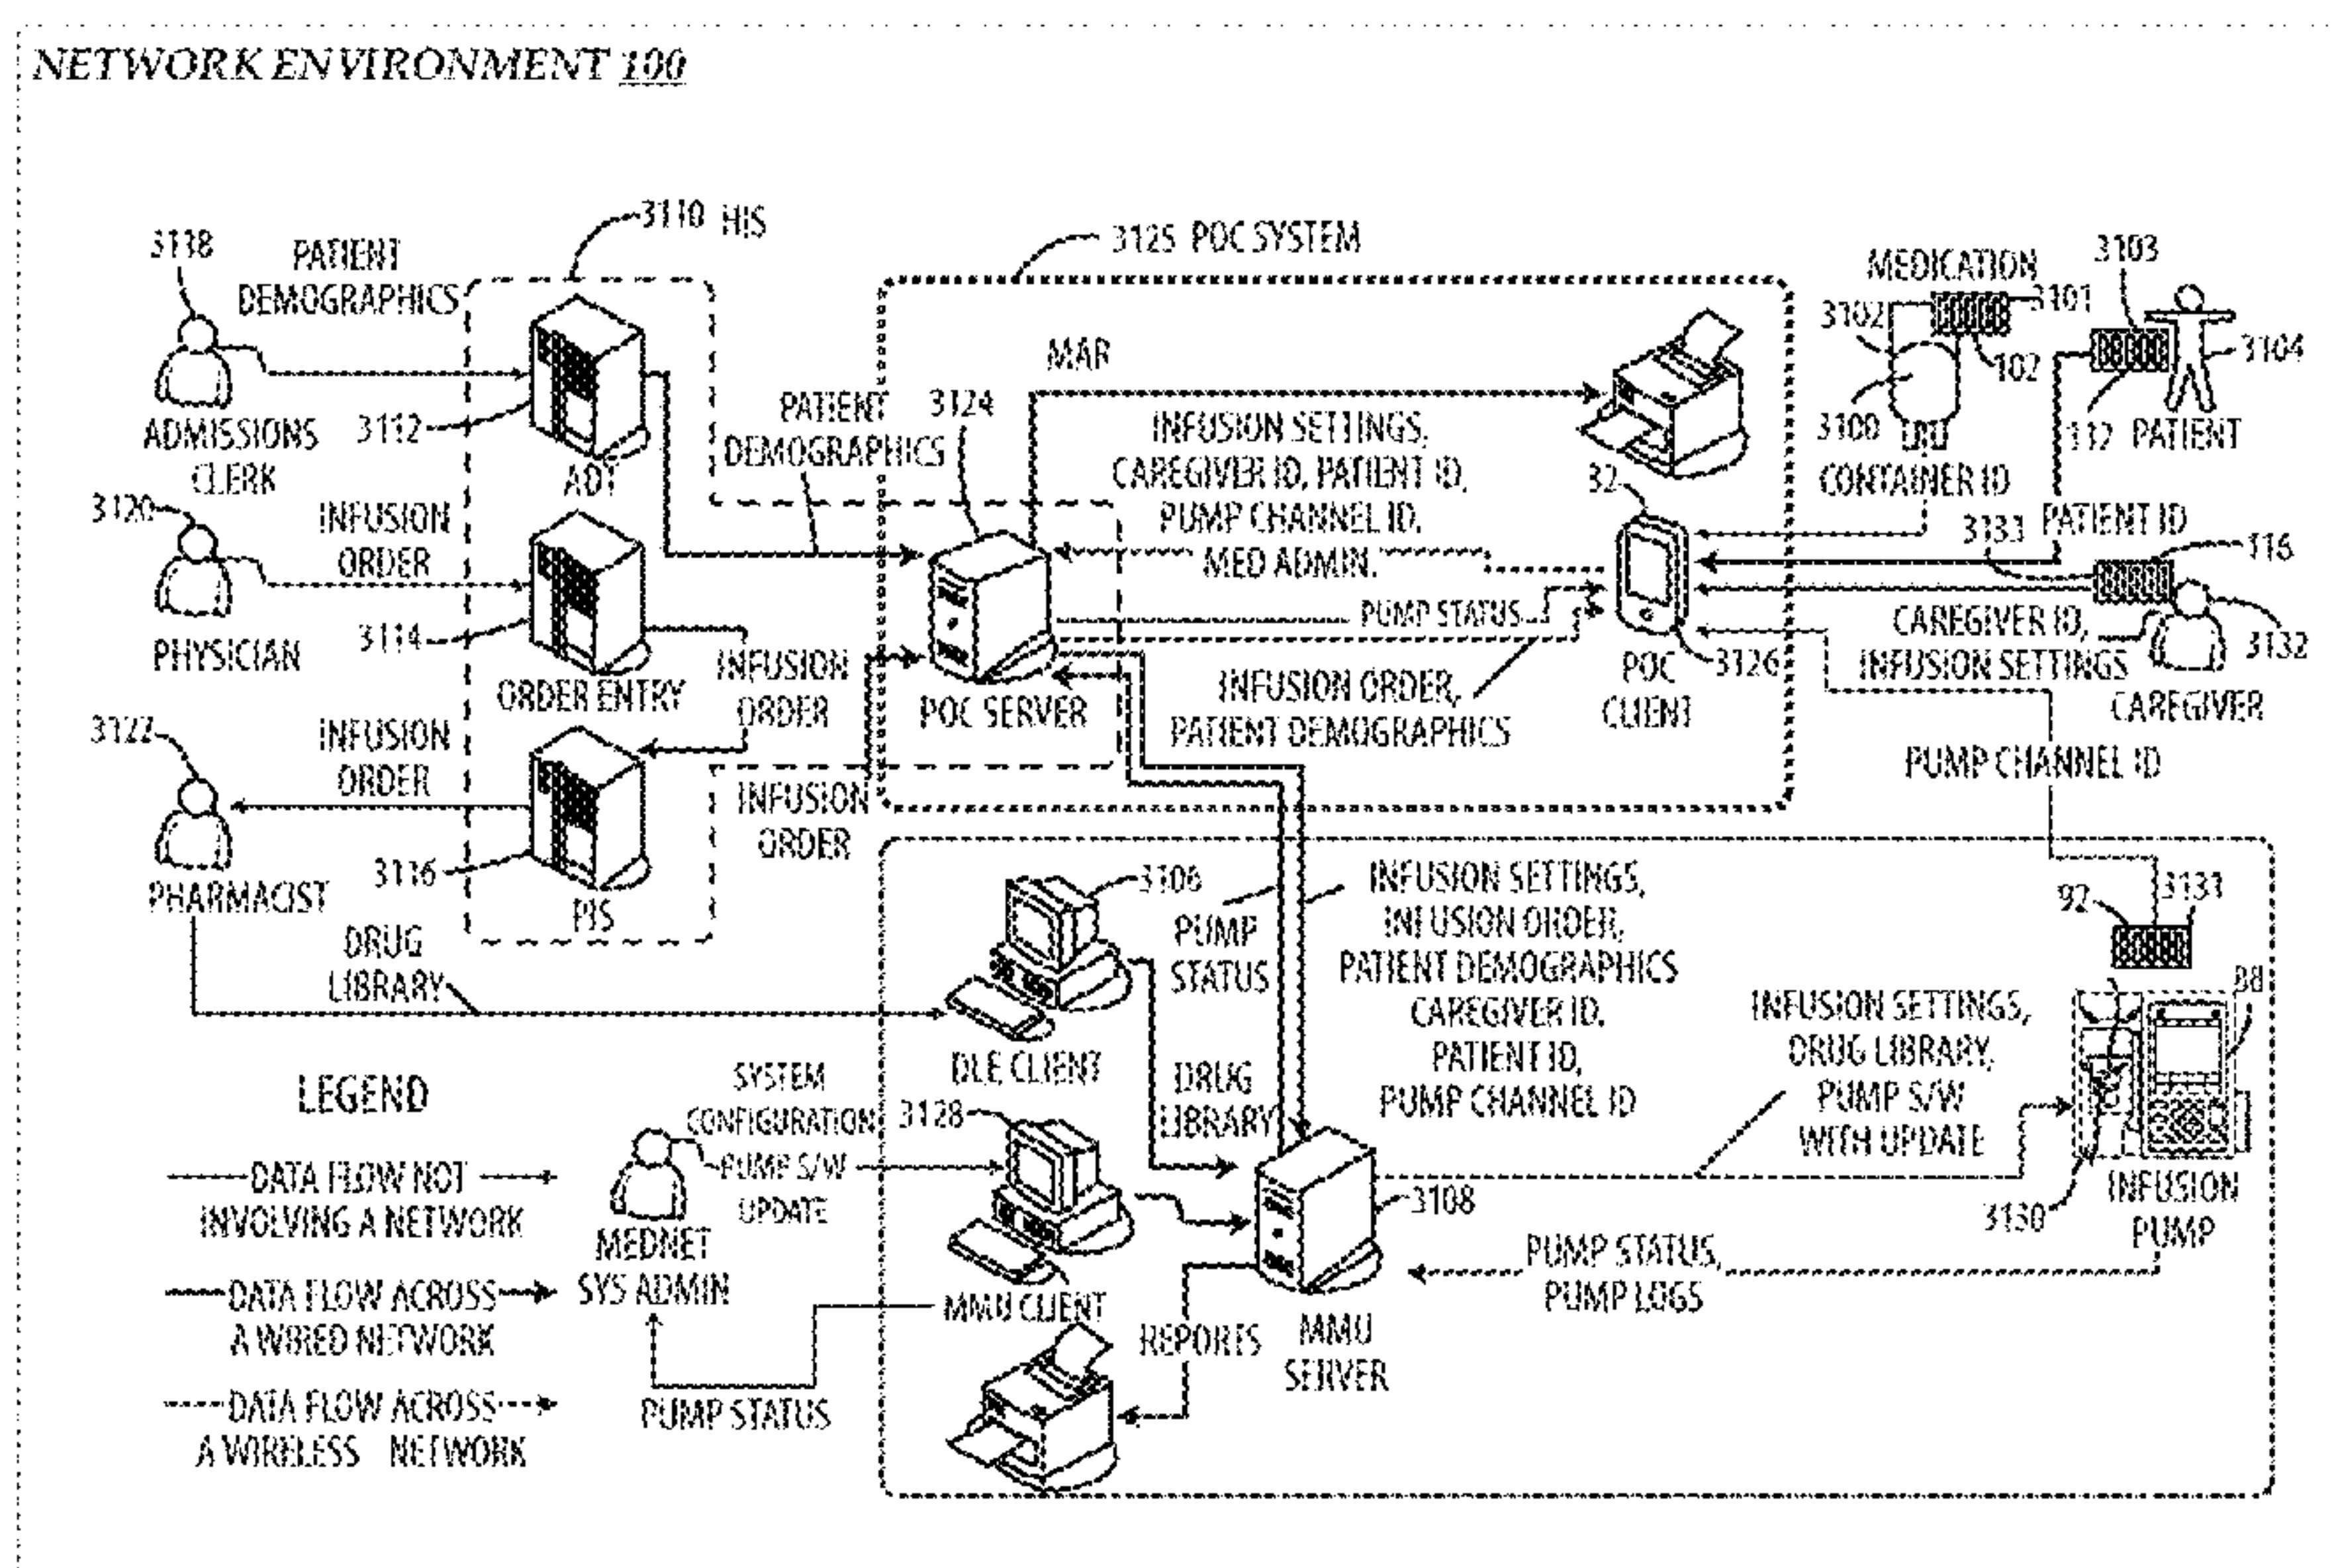 NETWORK ENVIRONMENT 100
3110 HIS
3118
PATIENT
DEMOGRAPHICS
ADMISSIONS
CLERK
3112
ADT
3120
INFUSION
ORDER
PHYSICIAN
3114
ORDER ENTRY
INFUSION
ORDER
3122
INFUSION
ORDER
PHARMACIST
3116
PIS
DRUG
LIBRARY
PATIENT
DEMOGRAPHICS
INFUSION
ORDER
3125 POC SYSTEM
3124
POC SERVER
MAR
INFUSION SETTINGS,
CAREGIVER ID, PATIENT ID,
PUMP CHANNEL ID,
MED ADMIN.
PUMP STATUS
INFUSION ORDER,
PATIENT DEMOGRAPHICS
32
POC
CLIENT
3126
MEDICATION
3101
3102
102
3100
CONTAINER ID
3103
3104
112
PATIENT
PATIENT ID
3133
116
CAREGIVER ID,
INFUSION SETTINGS
3132
CAREGIVER
PUMP CHANNEL ID
3106
DLE CLIENT
PUMP
STATUS
INFUSION SETTINGS,
INFUSION ORDER,
PATIENT DEMOGRAPHICS
CAREGIVER ID,
PATIENT ID,
PUMP CHANNEL ID
DRUG
LIBRARY
92
3131
88
INFUSION SETTINGS,
DRUG LIBRARY,
PUMP S/W
WITH UPDATE
3130
INFUSION
PUMP
SYSTEM
CONFIGURATION
PUMP S/W
UPDATE
MEDNET
SYS ADMIN
3128
MMU CLIENT
PUMP STATUS
3108
MMU
SERVER
PUMP STATUS,
PUMP LOGS
REPORTS
LEGEND
DATA FLOW NOT
INVOLVING A NETWORK
DATA FLOW ACROSS
A WIRED NETWORK
DATA FLOW ACROSS
A WIRELESS NETWORK